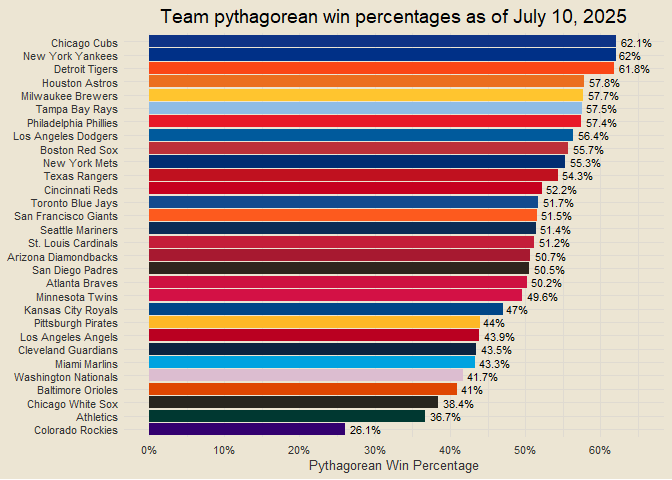 Team pythagorean win percentages as of July 10, 2025
Chicago Cubs 62.1%
New York Yankees 62%
Detroit Tigers 61.8%
Houston Astros 57.8%
Milwaukee Brewers 57.7%
Tampa Bay Rays 57.5%
Philadelphia Phillies 57.4%
Los Angeles Dodgers 56.4%
Boston Red Sox 55.7%
New York Mets 55.3%
Texas Rangers 54.3%
Cincinnati Reds 52.2%
Toronto Blue Jays 51.7%
San Francisco Giants 51.5%
Seattle Mariners 51.4%
St. Louis Cardinals 51.2%
Arizona Diamondbacks 50.7%
San Diego Padres 50.5%
Atlanta Braves 50.2%
Minnesota Twins 49.6%
Kansas City Royals 47%
Pittsburgh Pirates 44%
Los Angeles Angels 43.9%
Cleveland Guardians 43.5%
Miami Marlins 43.3%
Washington Nationals 41.7%
Baltimore Orioles 41%
Chicago White Sox 38.4%
Athletics 36.7%
Colorado Rockies 26.1%
0% 10% 20% 30% 40% 50% 60%
Pythagorean Win Percentage